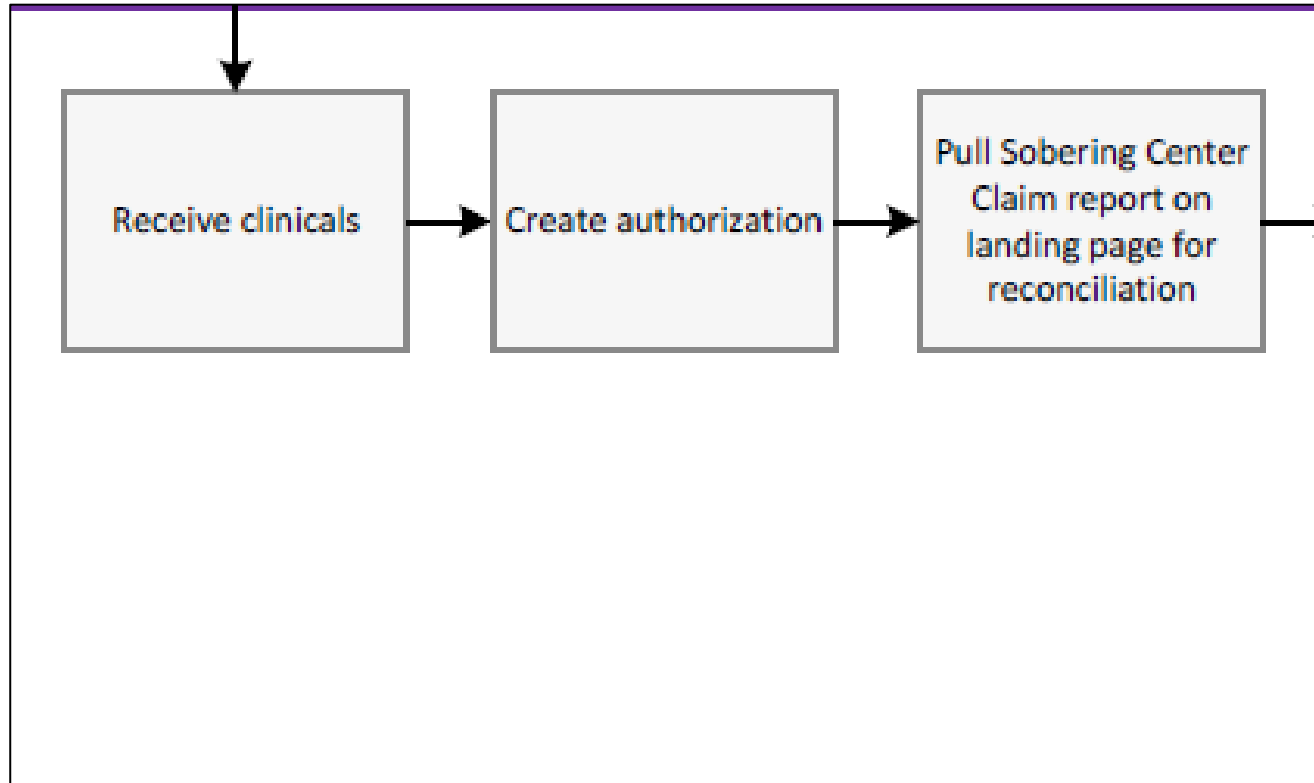 Receive clinicals
Create authorization
Pull Sobering Center
Claim report on
landing page for
reconciliation